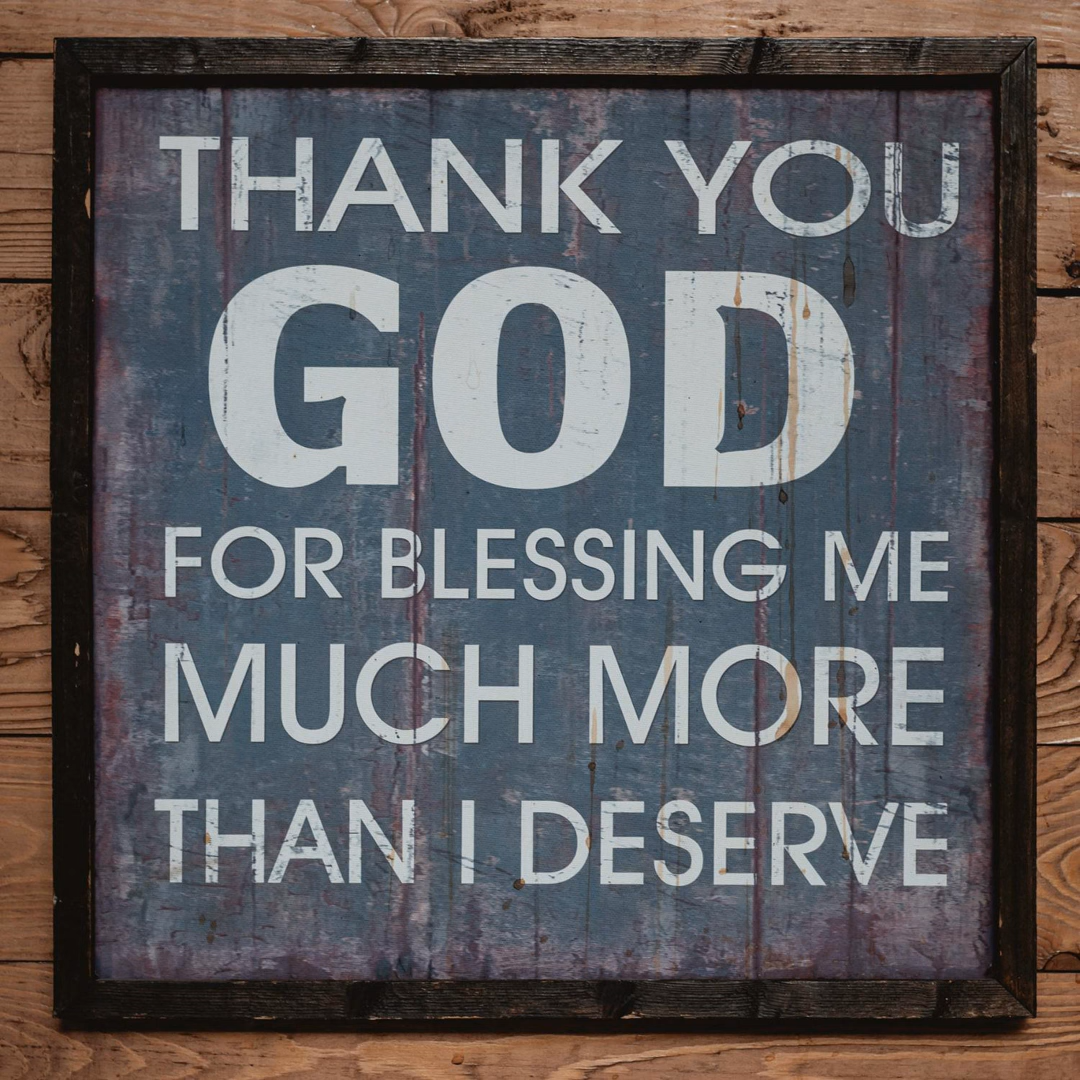 THANK YOU
GOD
FOR BLESSING ME
MUCH MORE
THAN I DESERVE